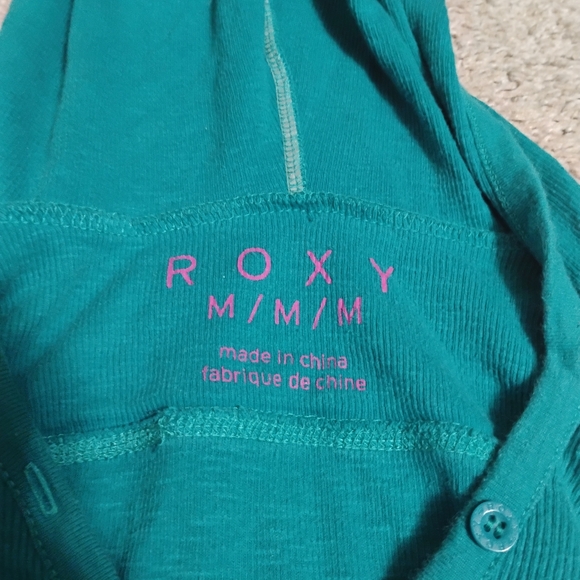 ROXY
M/M/M
made in china
fabrique de chine